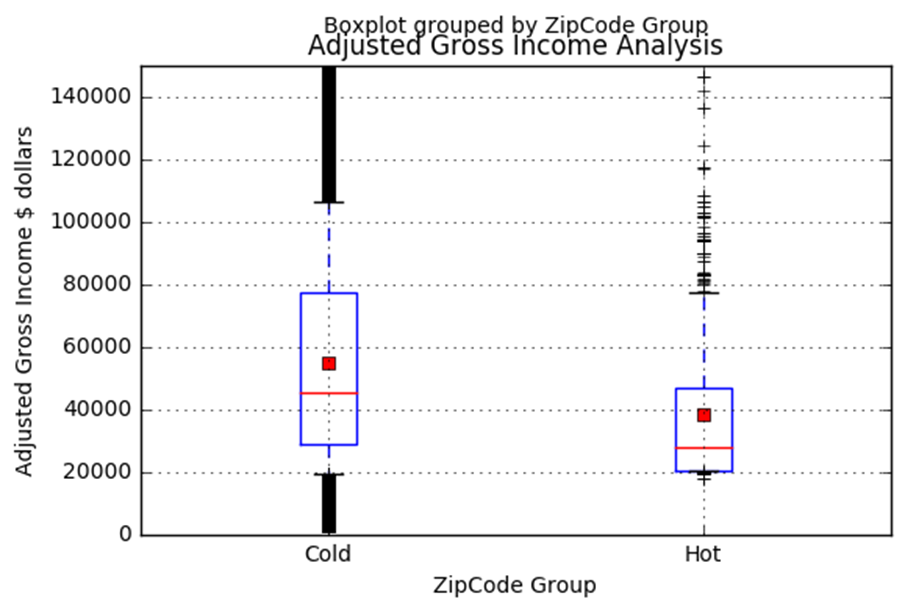 Boxplot grouped by ZipCode Group
Adjusted Gross Income Analysis
Adjusted Gross Income $ dollars
140000
120000
100000
80000
60000
40000
20000
0
Cold Hot
ZipCode Group